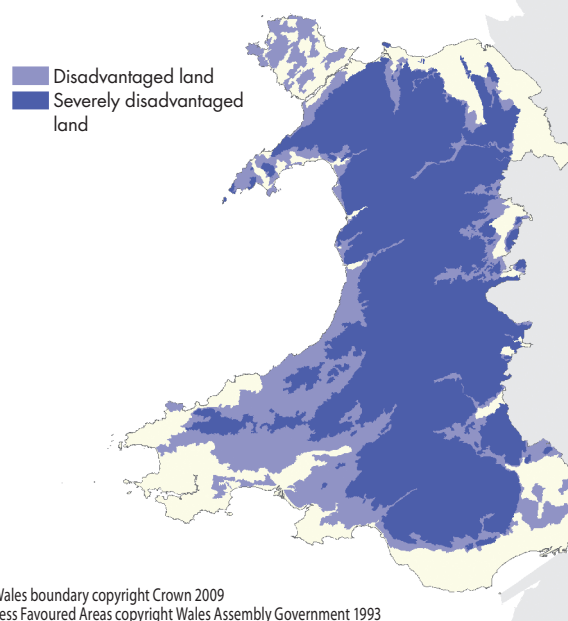 Disadvantaged land
Severely disadvantaged
land
Wales boundary copyright Crown 2009
ess Favoured Areas copyright Wales Assembly Government 1993